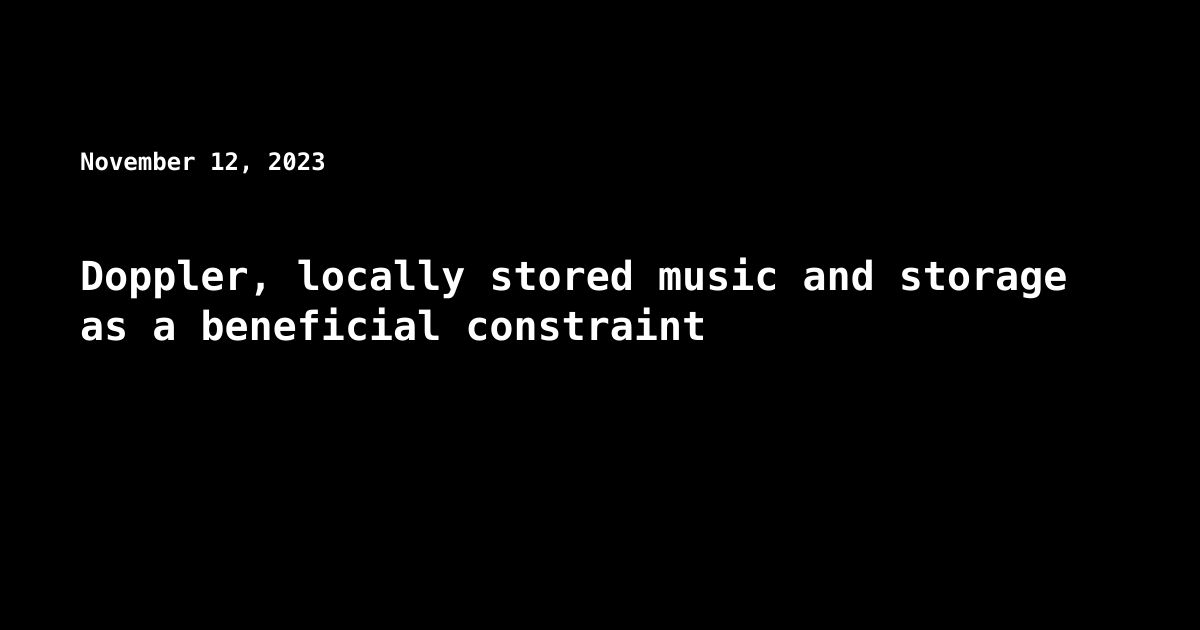 November 12, 2023
Doppler, locally stored music and storage
as a beneficial constraint